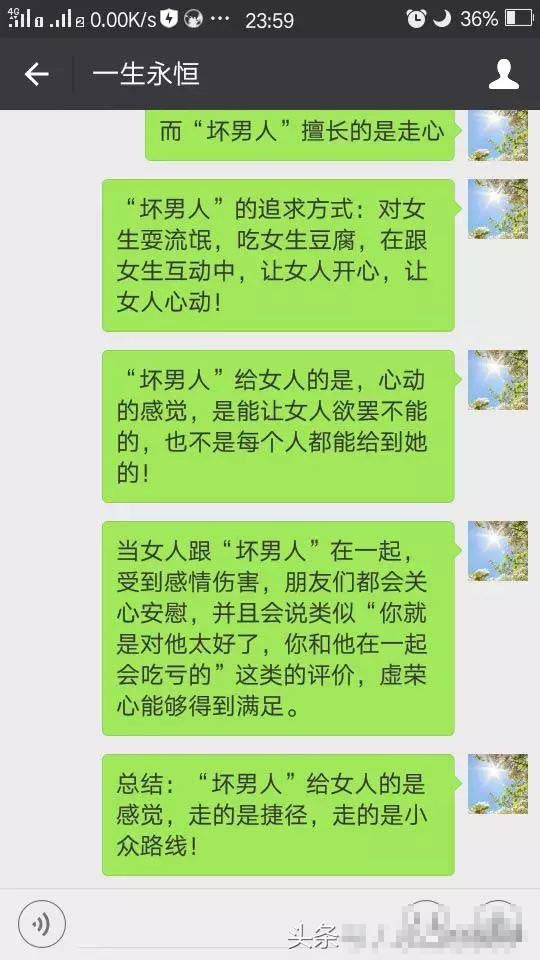 4G 0.00K/s 23:59 36%
一生永恒
而“坏男人”擅长的是走心
“坏男人”的追求方式：对女
生耍流氓，吃女生豆腐，在跟
女生互动中，让女人开心，让
女人心动！
“坏男人”给女人的是，心动
的感觉，是能让女人欲罢不能
的，也不是每个人都能给到她
的！
当女人跟“坏男人”在一起，
受到感情伤害，朋友们都会关
心安慰，并且会说类似“你就
是对他太好了，你和他在一起
会吃亏的”这类的评价，虚荣
心能够得到满足。
总结：“坏男人”给女人的是
感觉，走的是捷径，走的是小
众路线！
头条